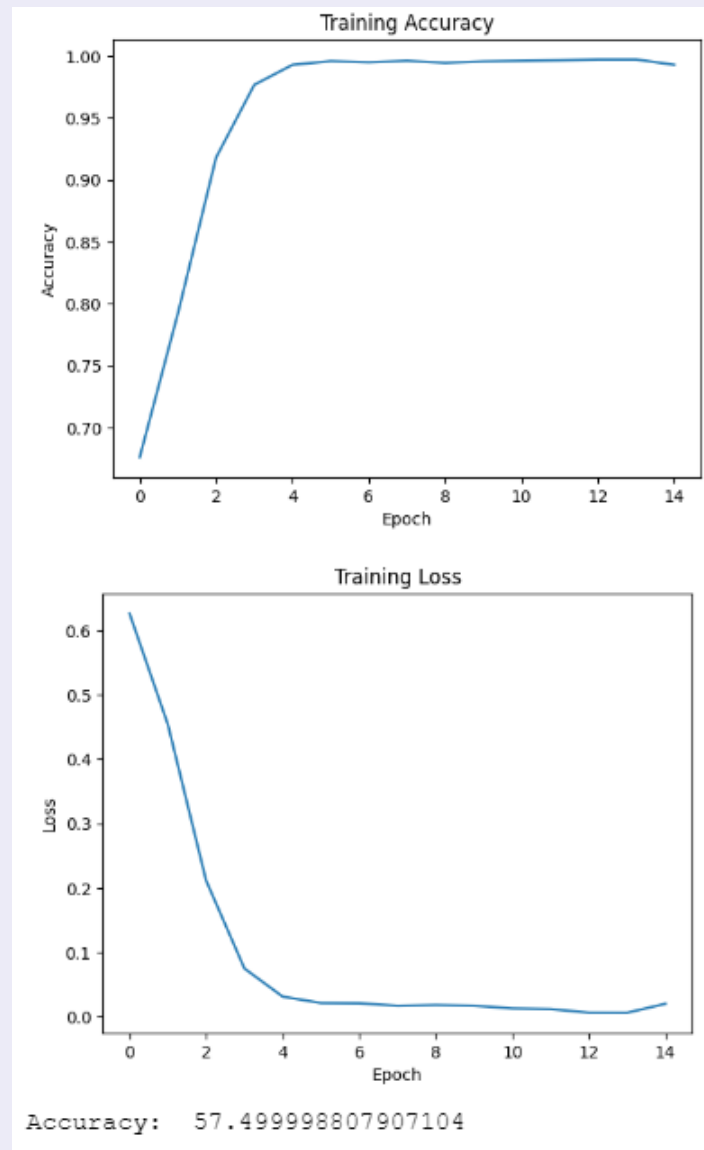 Training Accuracy
1.00
0.95
0.90
0.85
0.80
0.75
0.70
Accuracy
0 2 4 6 8 10 12 14
Epoch
Training Loss
0.6
0.5
0.4
0.3
0.2
0.1
0.0
Loss
0 2 4 6 8 10 12 14
Epoch
Accuracy: 57.499998807907104